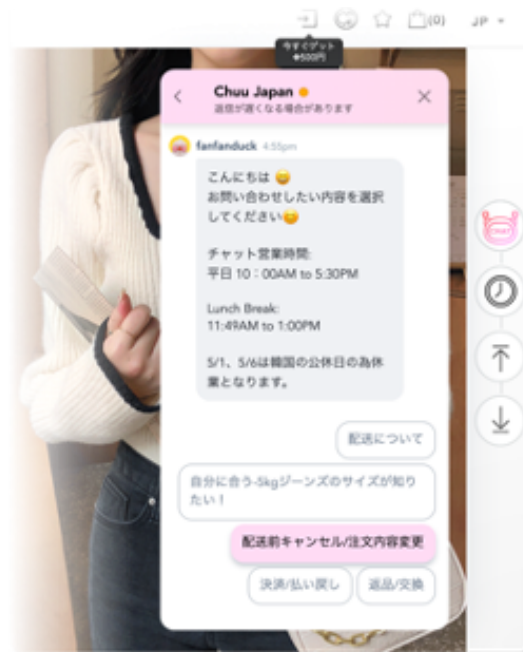 (0)
JP
今すぐゲット
+500円
Chuu Japan
返信が遅くなる場合があります
fanfanduck 4:55pm
こんにちは
お問い合わせしたい内容を選択
してください
チャット営業時間:
平日 10：00AM to 5:30PM
Lunch Break:
11:49AM to 1:00PM
5/1、5/6は韓国の公休日の為休
業となります。
CHAT
配送について
自分に合う-5kgジーンズのサイズが知り
たい！
配送前キャンセル/注文内容変更
決済/払い戻し
返品/交換